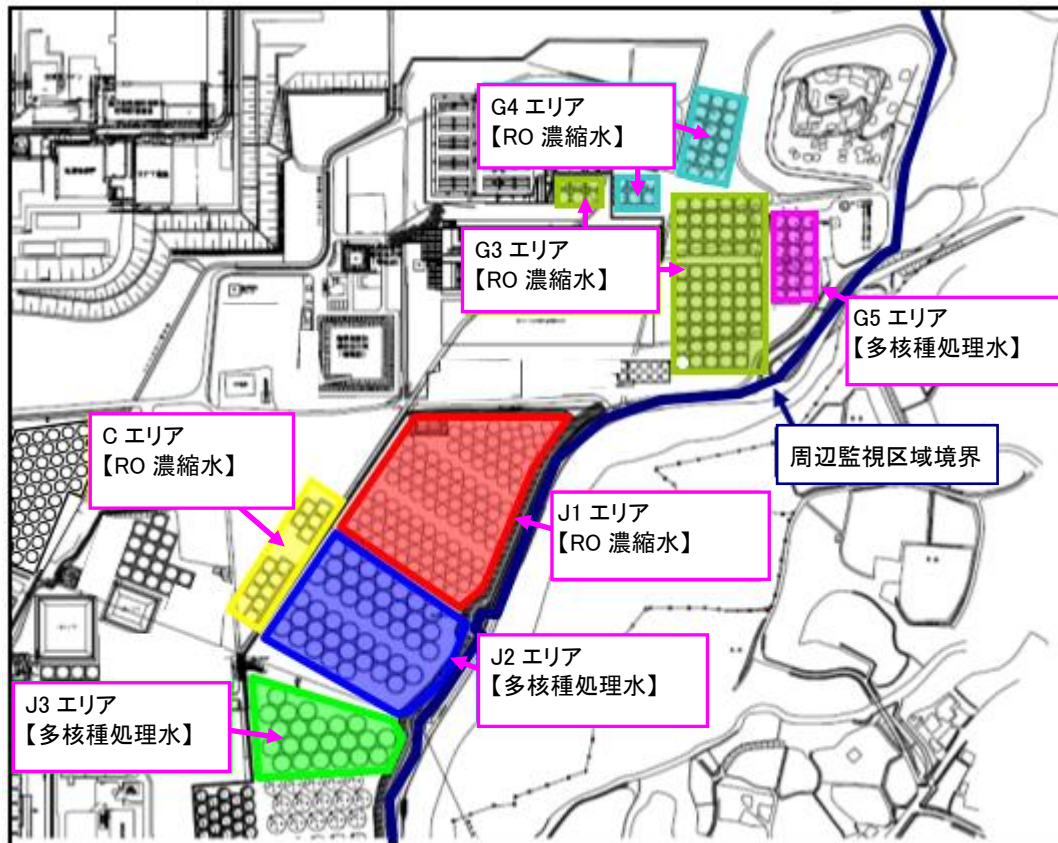 G4 エリア
【RO 濃縮水】
G3 エリア
【RO 濃縮水】
G5 エリア
【多核種処理水】
C エリア
【RO 濃縮水】
周辺監視区域境界
J1 エリア
【RO 濃縮水】
J2 エリア
【多核種処理水】
J3 エリア
【多核種処理水】